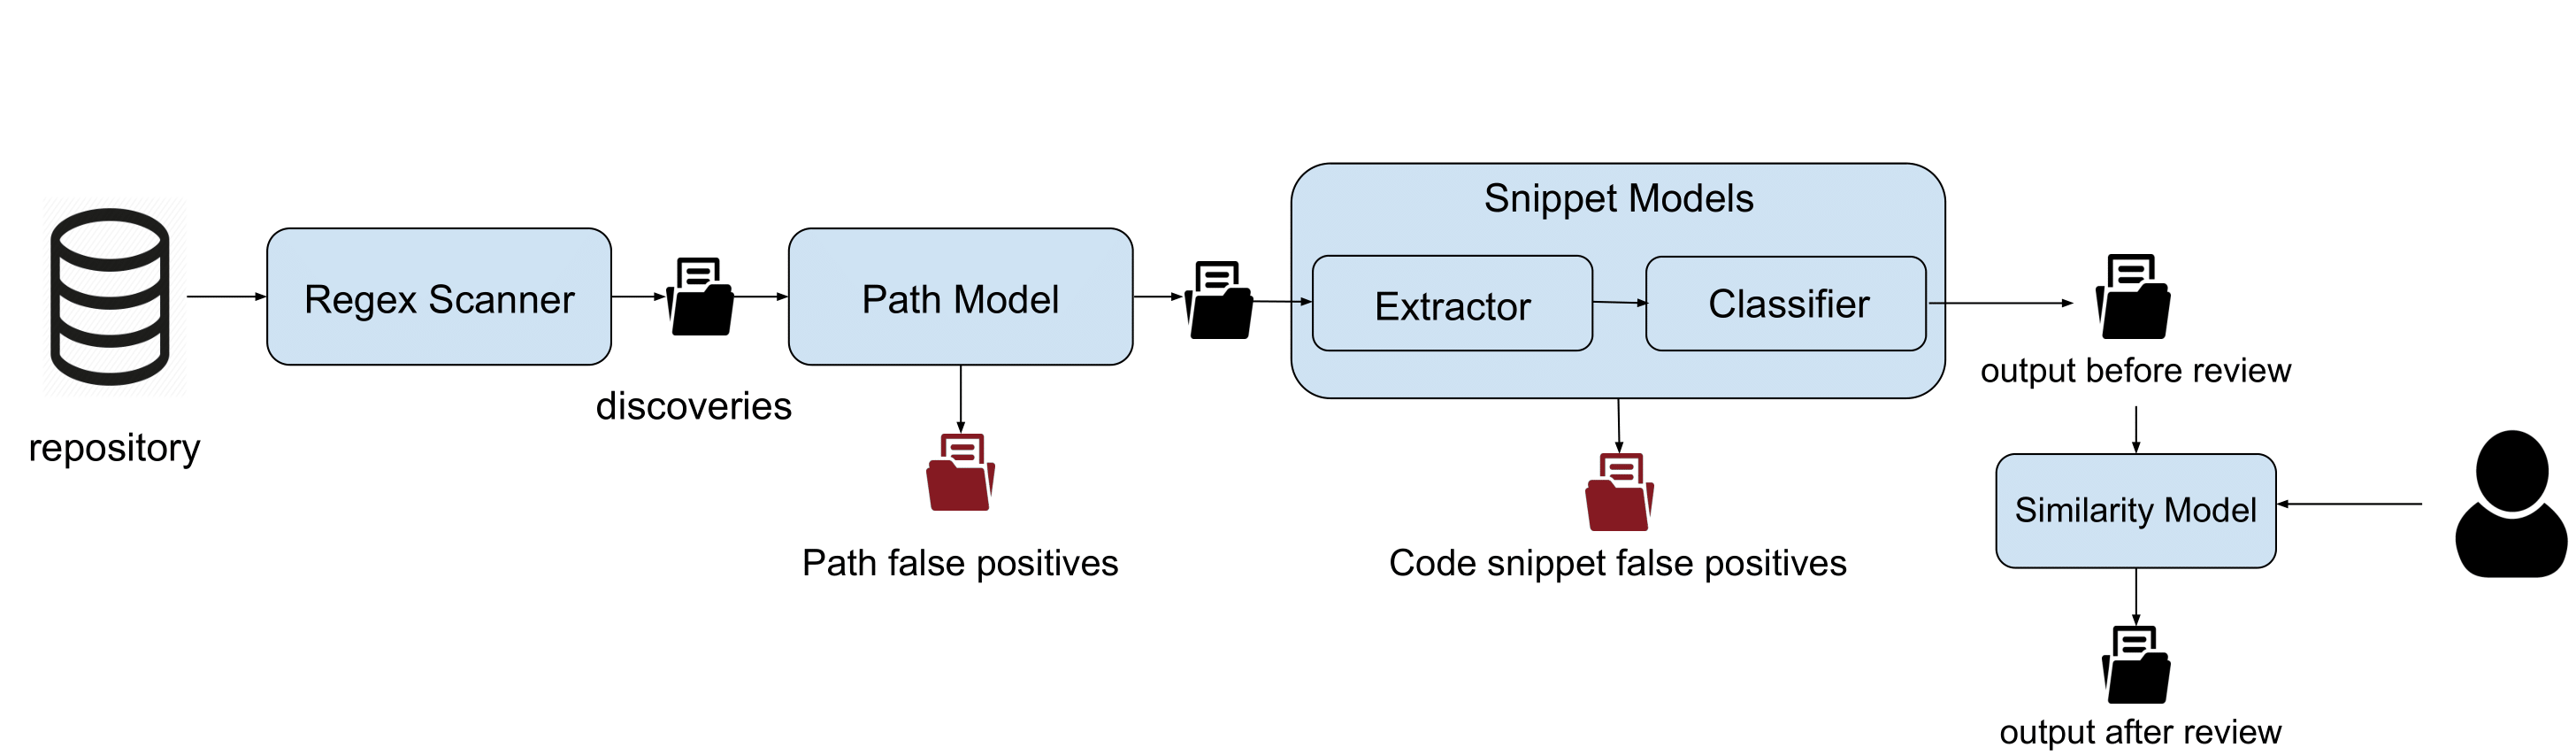 repository
Regex Scanner
discoveries
Path Model
Path false positives
Snippet Models
Extractor
Classifier
Code snippet false positives
output before review
Similarity Model
output after review